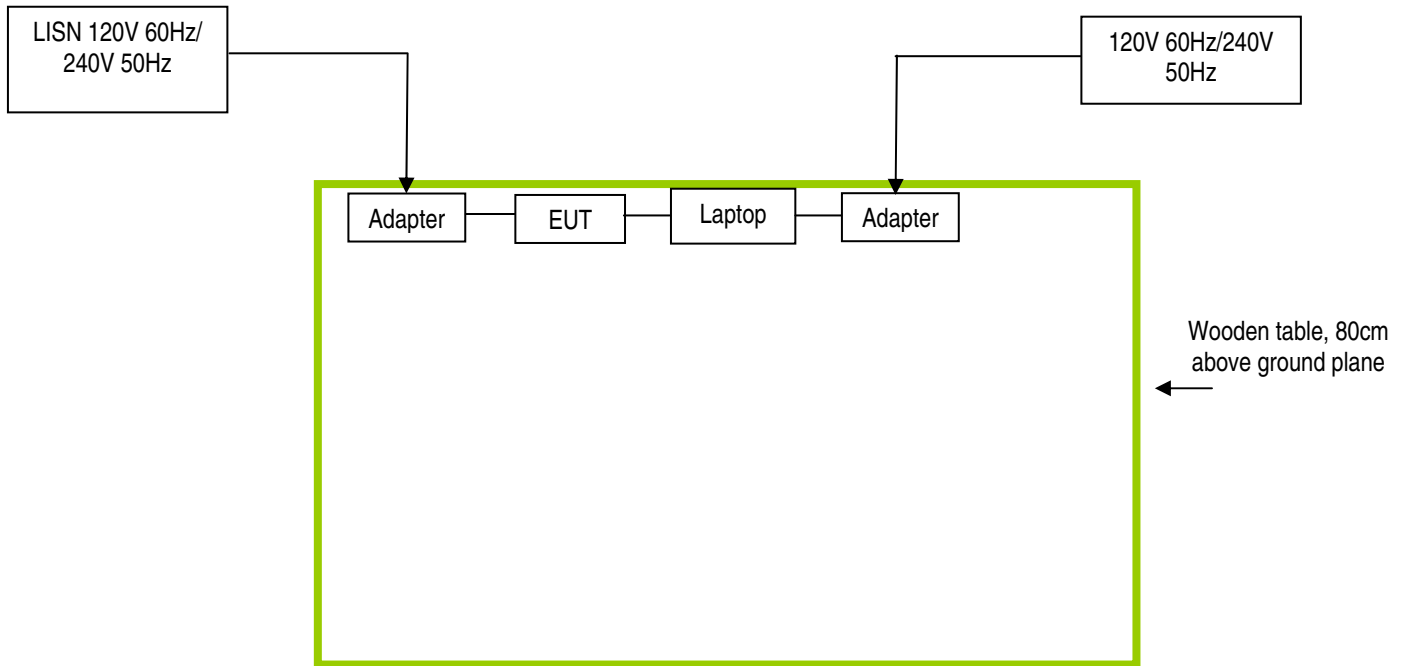 LISN 120V 60Hz/
240V 50Hz
120V 60Hz/240V
50Hz
Adapter
EUT
Laptop
Adapter
Wooden table, 80cm
above ground plane